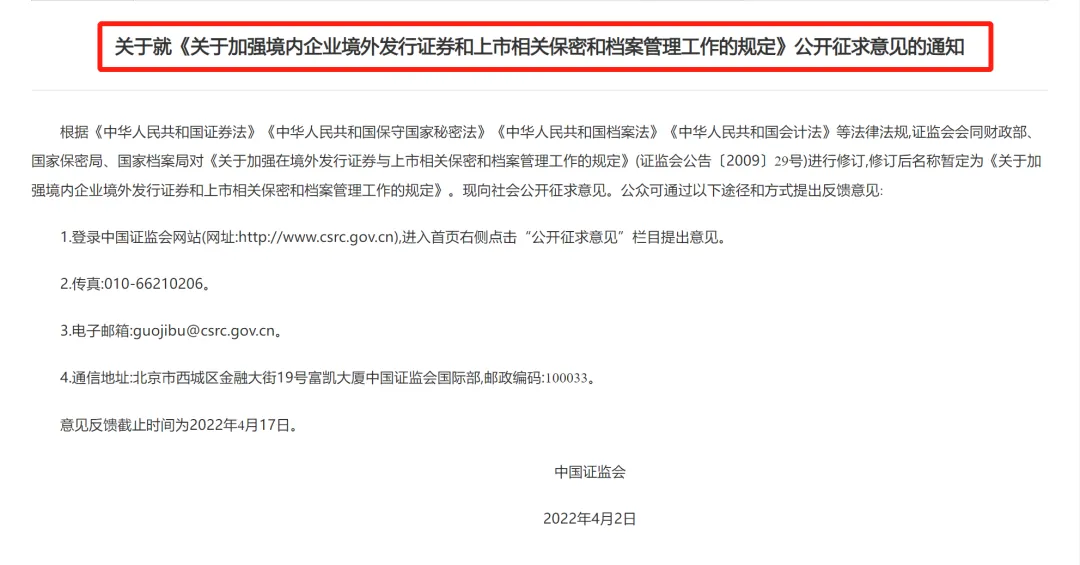 关于就《关于加强境内企业境外发行证券和上市相关保密和档案管理工作的规定》公开征求意见的通知
根据《中华人民共和国证券法》《中华人民共和国保守国家秘密法》《中华人民共和国档案法》《中华人民共和国会计法》等法律法规,证监会会同财政部、
国家保密局、国家档案局对《关于加强在境外发行证券与上市相关保密和档案管理工作的规定》(证监会公告〔2009〕29号)进行修订,修订后名称暂定为《关于加
强境内企业境外发行证券和上市相关保密和档案管理工作的规定》。现向社会公开征求意见。公众可通过以下途径和方式提出反馈意见:
1.登录中国证监会网站(网址:http://www.csrc.gov.cn),进入首页右侧点击“公开征求意见”栏目提出意见。
2.传真:010-66210206。
3.电子邮箱:guojibu@csrc.gov.cn。
4.通信地址:北京市西城区金融大街19号富凯大厦中国证监会国际部,邮政编码:100033。
意见反馈截止时间为2022年4月17日。
中国证监会
2022年4月2日